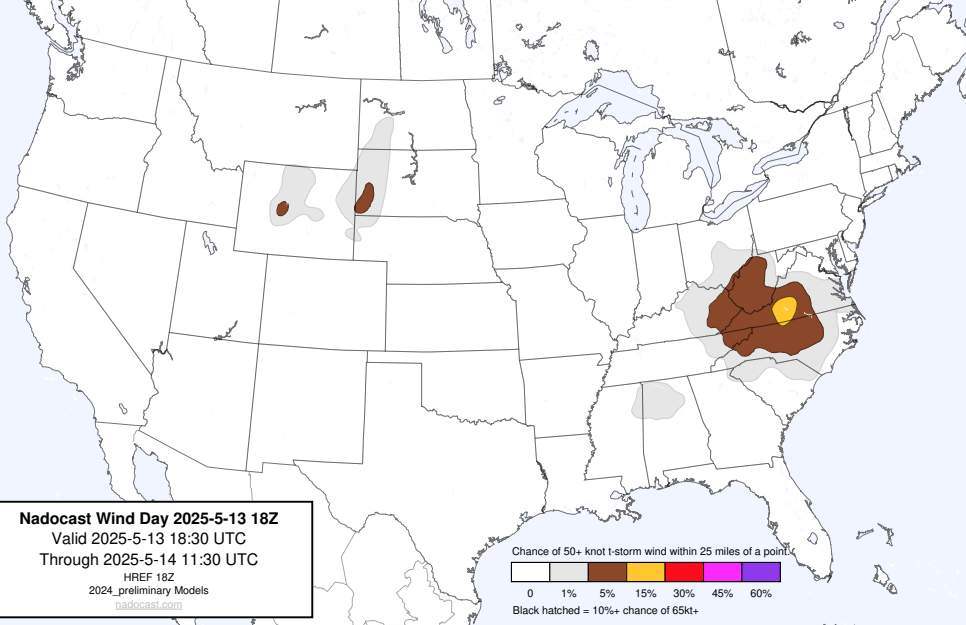 Nadocast Wind Day 2025-5-13 18Z
Valid 2025-5-13 18:30 UTC
Through 2025-5-14 11:30 UTC
HREF 18Z
2024_preliminary Models
nadocast.com
Chance of 50+ knot t-storm wind within 25 miles of a point.
0 1% 5% 15% 30% 45% 60%
Black hatched = 10%+ chance of 65kt+